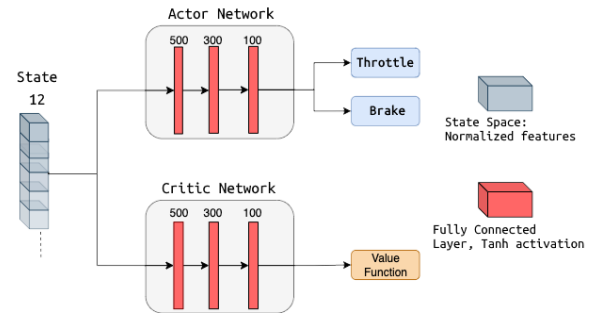 Actor Network
500 300 100
State
12
Throttle
Brake
State Space:
Normalized features
Critic Network
500 300 100
Value
Function
Fully Connected
Layer, Tanh activation